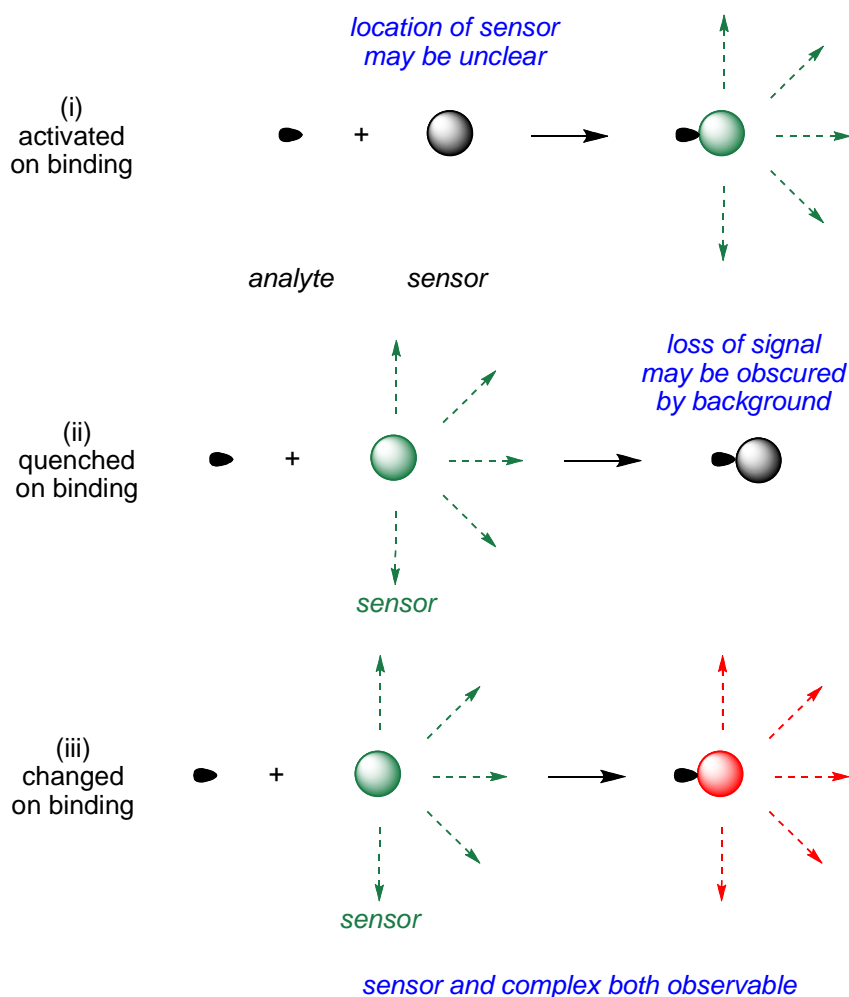 location of sensor
may be unclear
(i)
activated
on binding
+
analyte
sensor
loss of signal
may be obscured
by background
(ii)
quenched
on binding
+
sensor
(iii)
changed
on binding
+
sensor
sensor and complex both observable